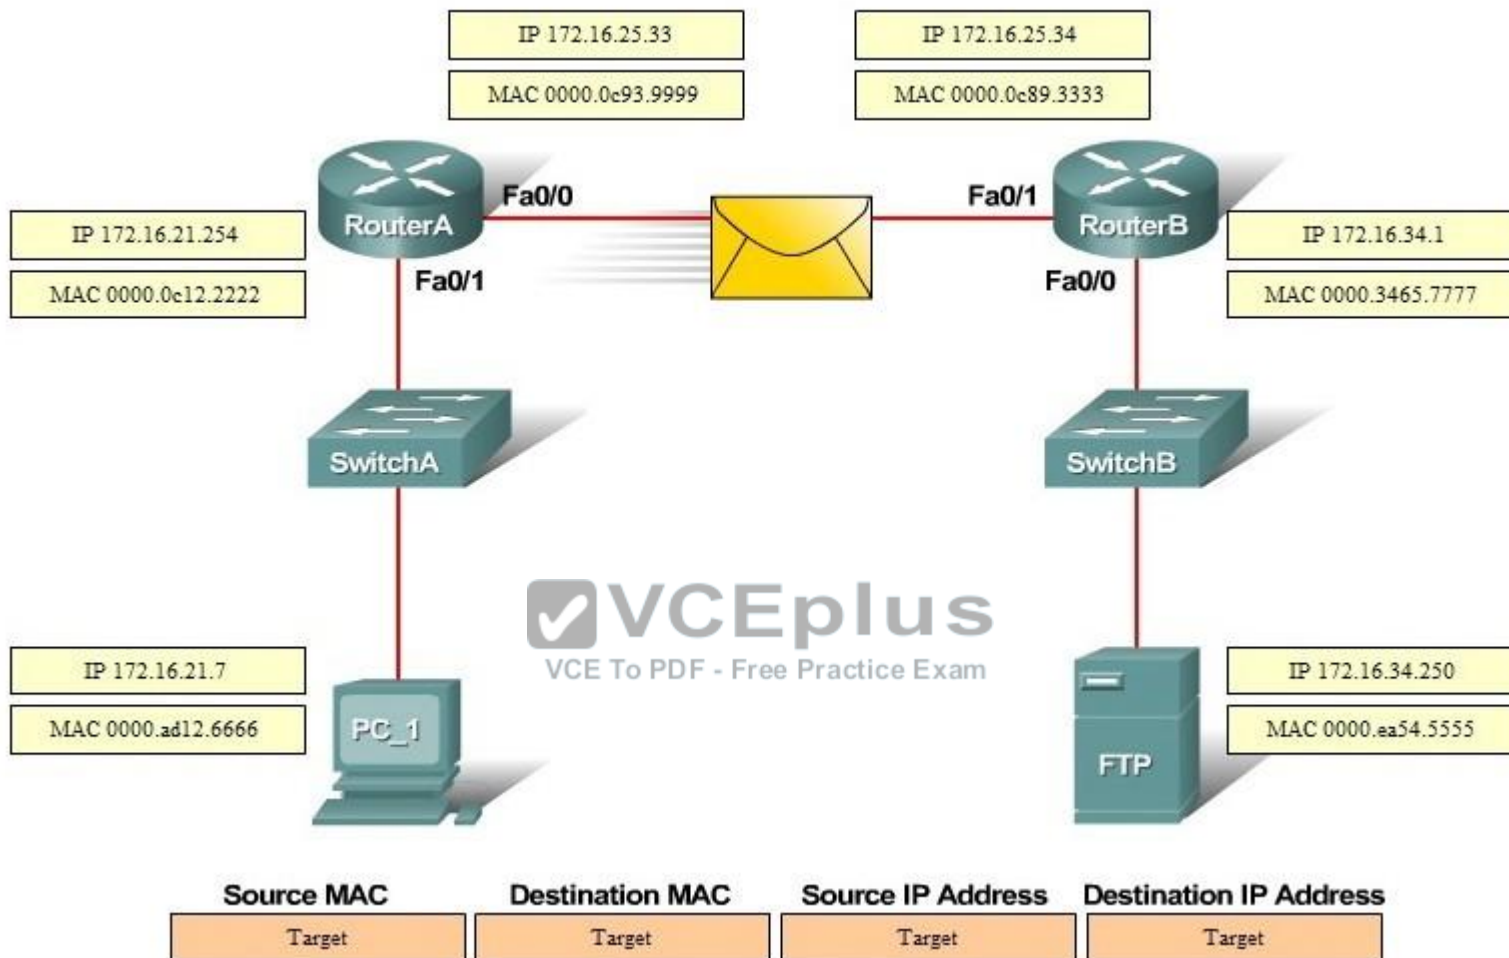 IP 172.16.25.33
IP 172.16.25.34
MAC 0000.0c93.9999
MAC 0000.0c89.3333
Fa0/0
Fa0/1
RouterA
RouterB
IP 172.16.21.254
IP 172.16.34.1
Fa0/1
Fa0/0
MAC 0000.0c12.2222
MAC 0000.3465.7777
SwitchA
SwitchB
VCEplus
VCE To PDF - Free Practice Exam
IP 172.16.21.7
IP 172.16.34.250
MAC 0000.ad12.6666
PC_1
MAC 0000.ea54.5555
FTP
Source MAC
Destination MAC
Source IP Address
Destination IP Address
Target
Target
Target
Target